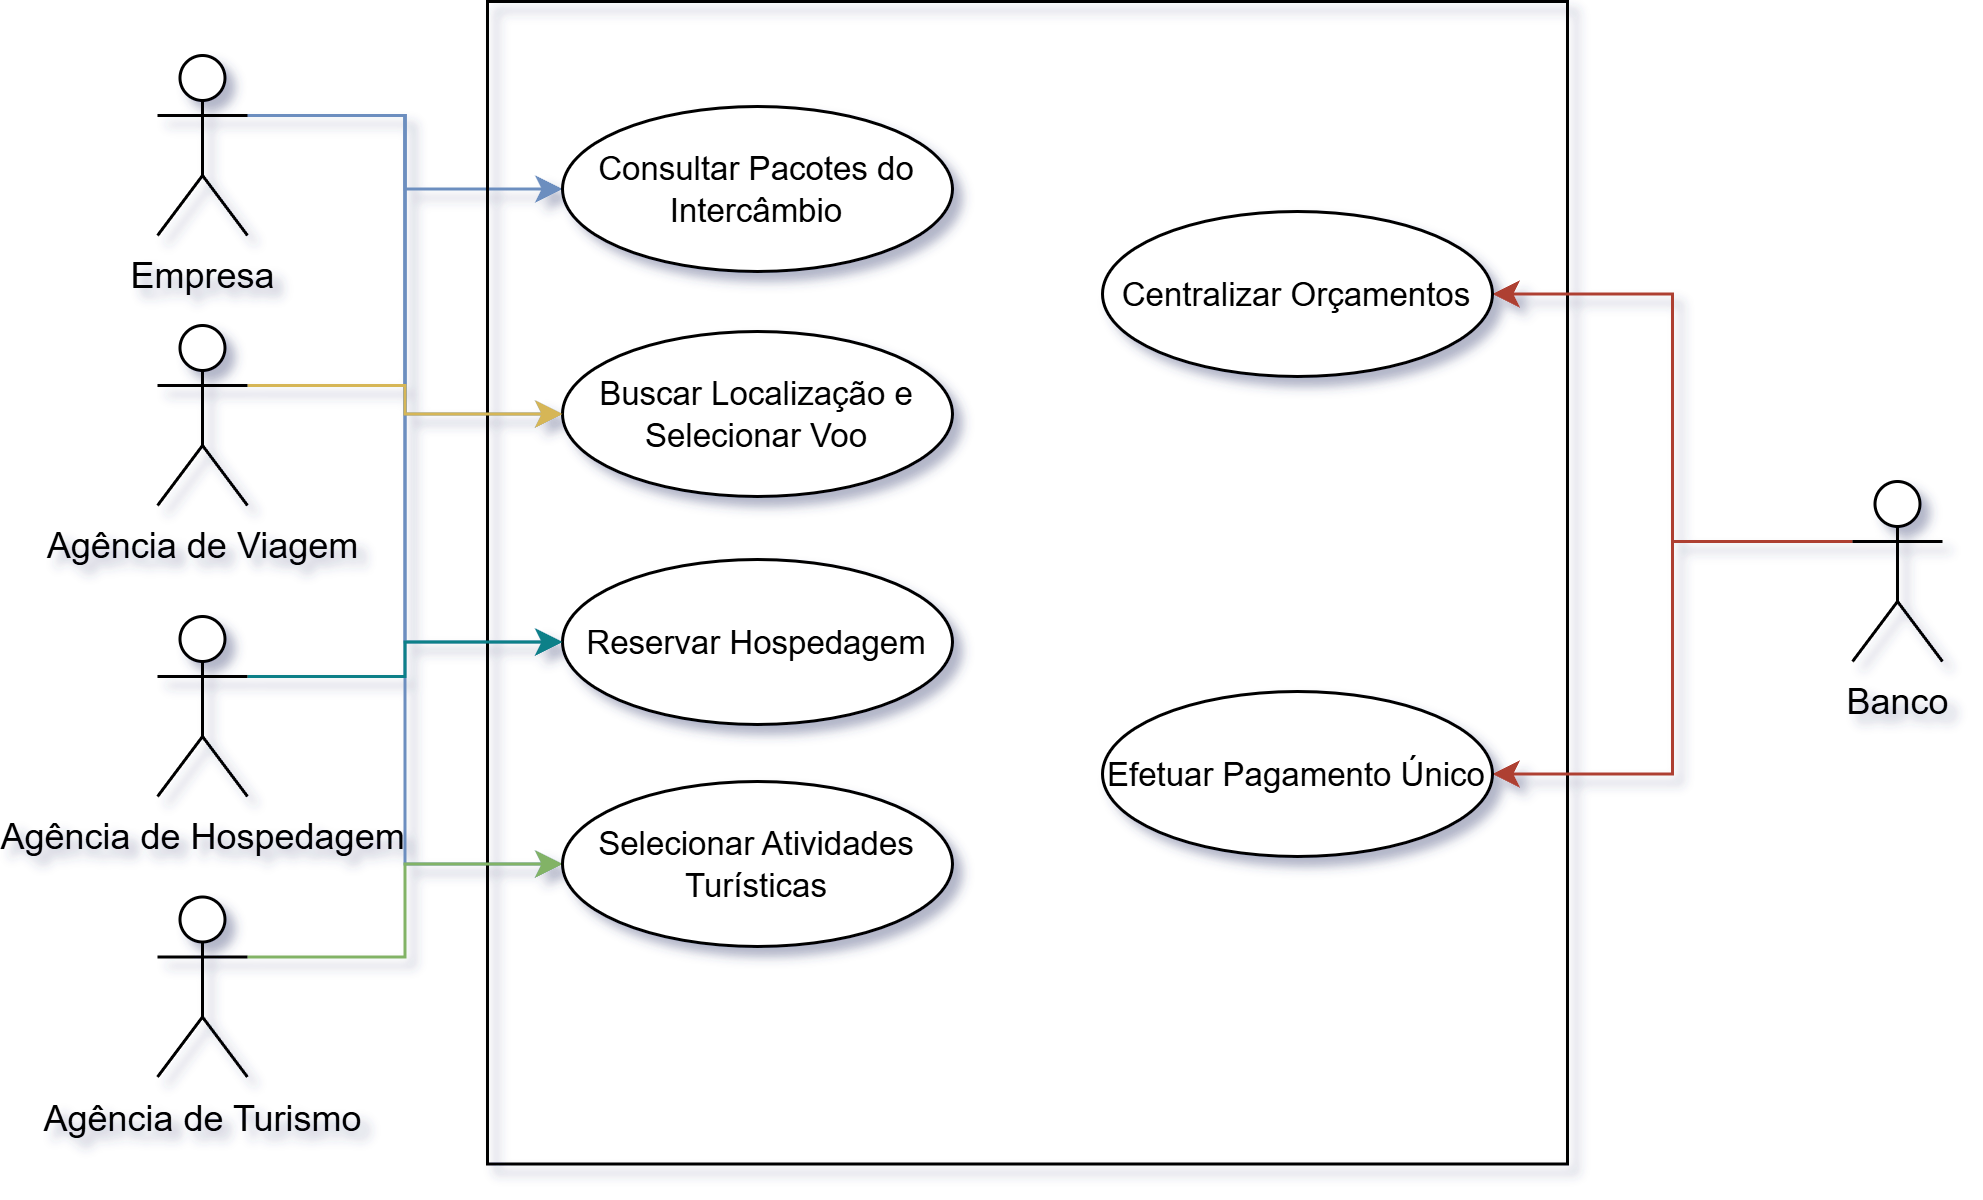 Empresa
Agência de Viagem
Agência de Hospedagem
Agência de Turismo
Consultar Pacotes do
Intercâmbio
Buscar Localização e
Selecionar Voo
Reservar Hospedagem
Selecionar Atividades
Turísticas
Centralizar Orçamentos
Efetuar Pagamento Único
Banco